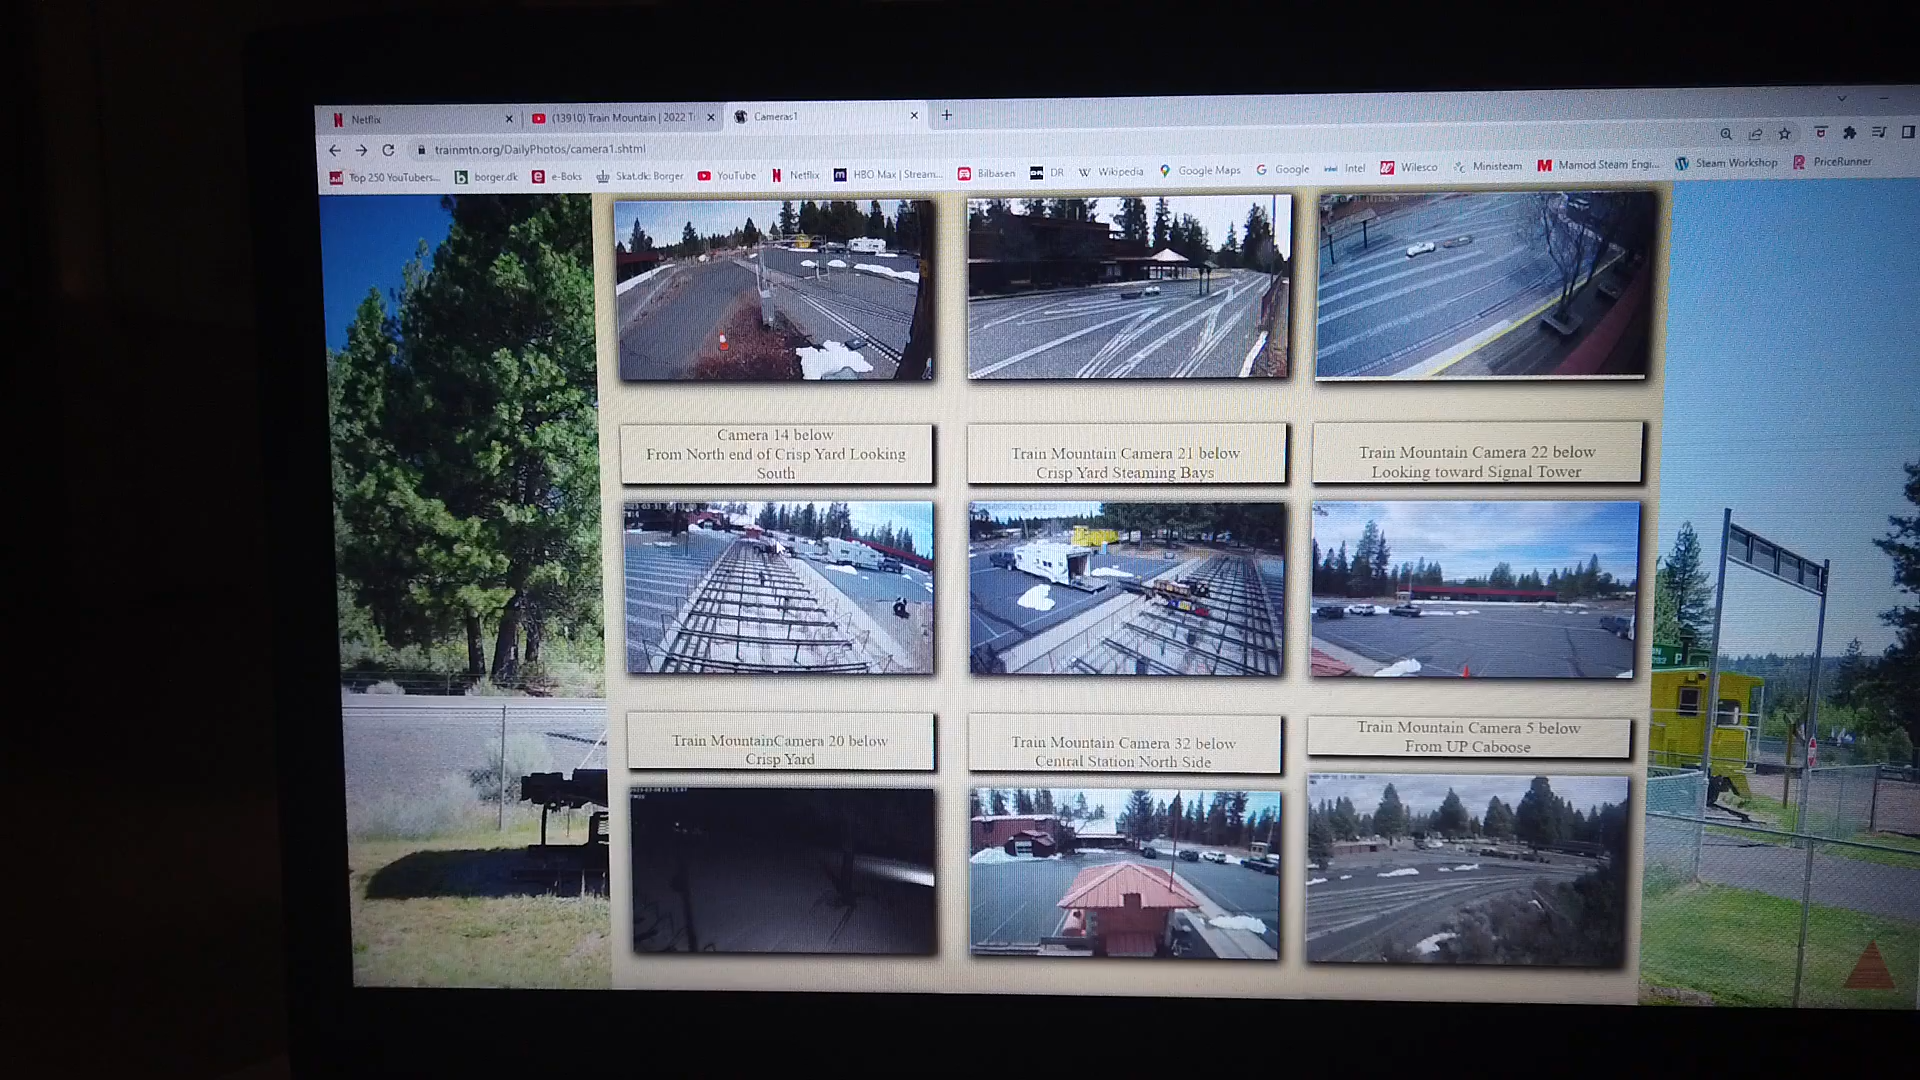 Netflix
(13910) Train Mountain | 2022 T
Cameras1
trainmtn.org/DailyPhotos/camera1.shtml
Top 250 YouTubers...
borger.dk
e-Boks
Skat.dk: Borger
YouTube
Netflix
HBO Max | Stream...
Bilbasen
DR
Wikipedia
Google Maps
Google
Intel
Wilesco
Ministeam
Mamod Steam Engi...
Steam Workshop
PriceRunner
Camera 14 below
From North end of Crisp Yard Looking
South
Train Mountain Camera 21 below
Crisp Yard Steaming Bays
Train Mountain Camera 22 below
Looking toward Signal Tower
Train MountainCamera 20 below
Crisp Yard
Train Mountain Camera 32 below
Central Station North Side
Train Mountain Camera 5 below
From UP Caboose